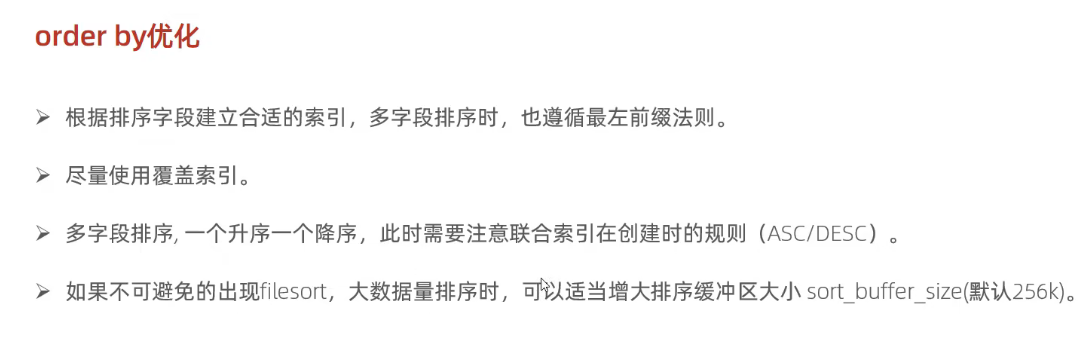 order by优化
根据排序字段建立合适的索引，多字段排序时，也遵循最左前缀法则。
尽量使用覆盖索引。
多字段排序, 一个升序一个降序，此时需要注意联合索引在创建时的规则（ASC/DESC）。
如果不可避免的出现filesort，大数据量排序时，可以适当增大排序缓冲区大小 sort_buffer_size(默认256k)。